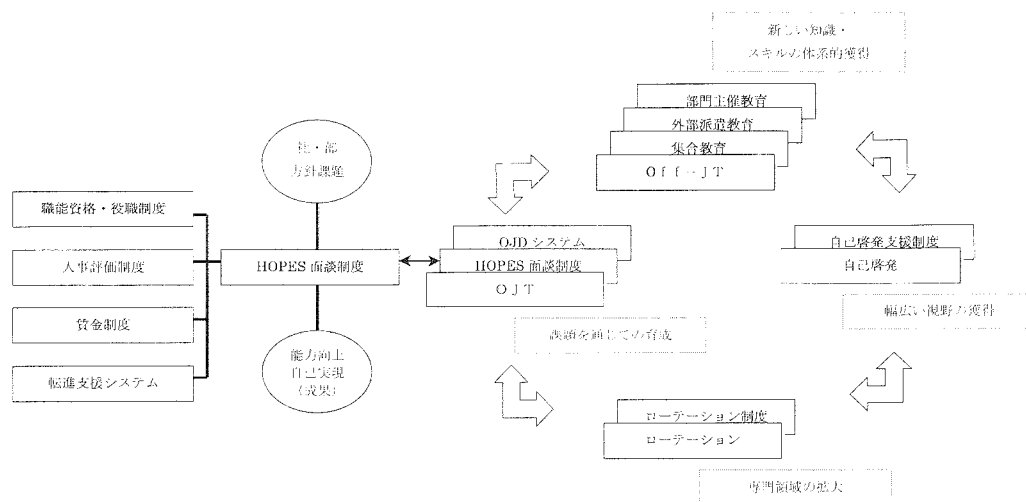 新しい知識・
スキルの体系的獲得
部門主催教育
外部派遣教育
集合教育
Off-JT
社・部
方針課題
職能資格・役職制度
人事評価制度
賃金制度
転進支援システム
HOPES 面談制度
能力向上
自己実現
(成果)
OJD システム
HOPES 面談制度
OJT
課題を通じての育成
自己啓発支援制度
自己啓発
幅広い視野の獲得
ローテーション制度
ローテーション
専門領域の拡大